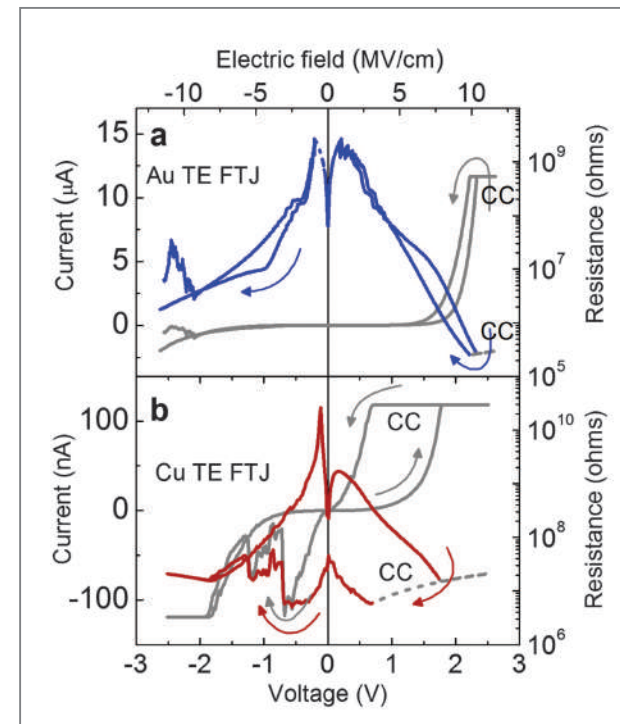 Electric field (MV/cm)
-10 -5 0 5 10
a
Au TE FTJ
15
10
5
0
Current (μA)
CC
CC
10⁹
10⁷
10⁵
Resistance (ohms)
b
Cu TE FTJ
100
0
-100
Current (nA)
CC
CC
10¹⁰
10⁸
10⁶
Resistance (ohms)
-3 -2 -1 0 1 2 3
Voltage (V)